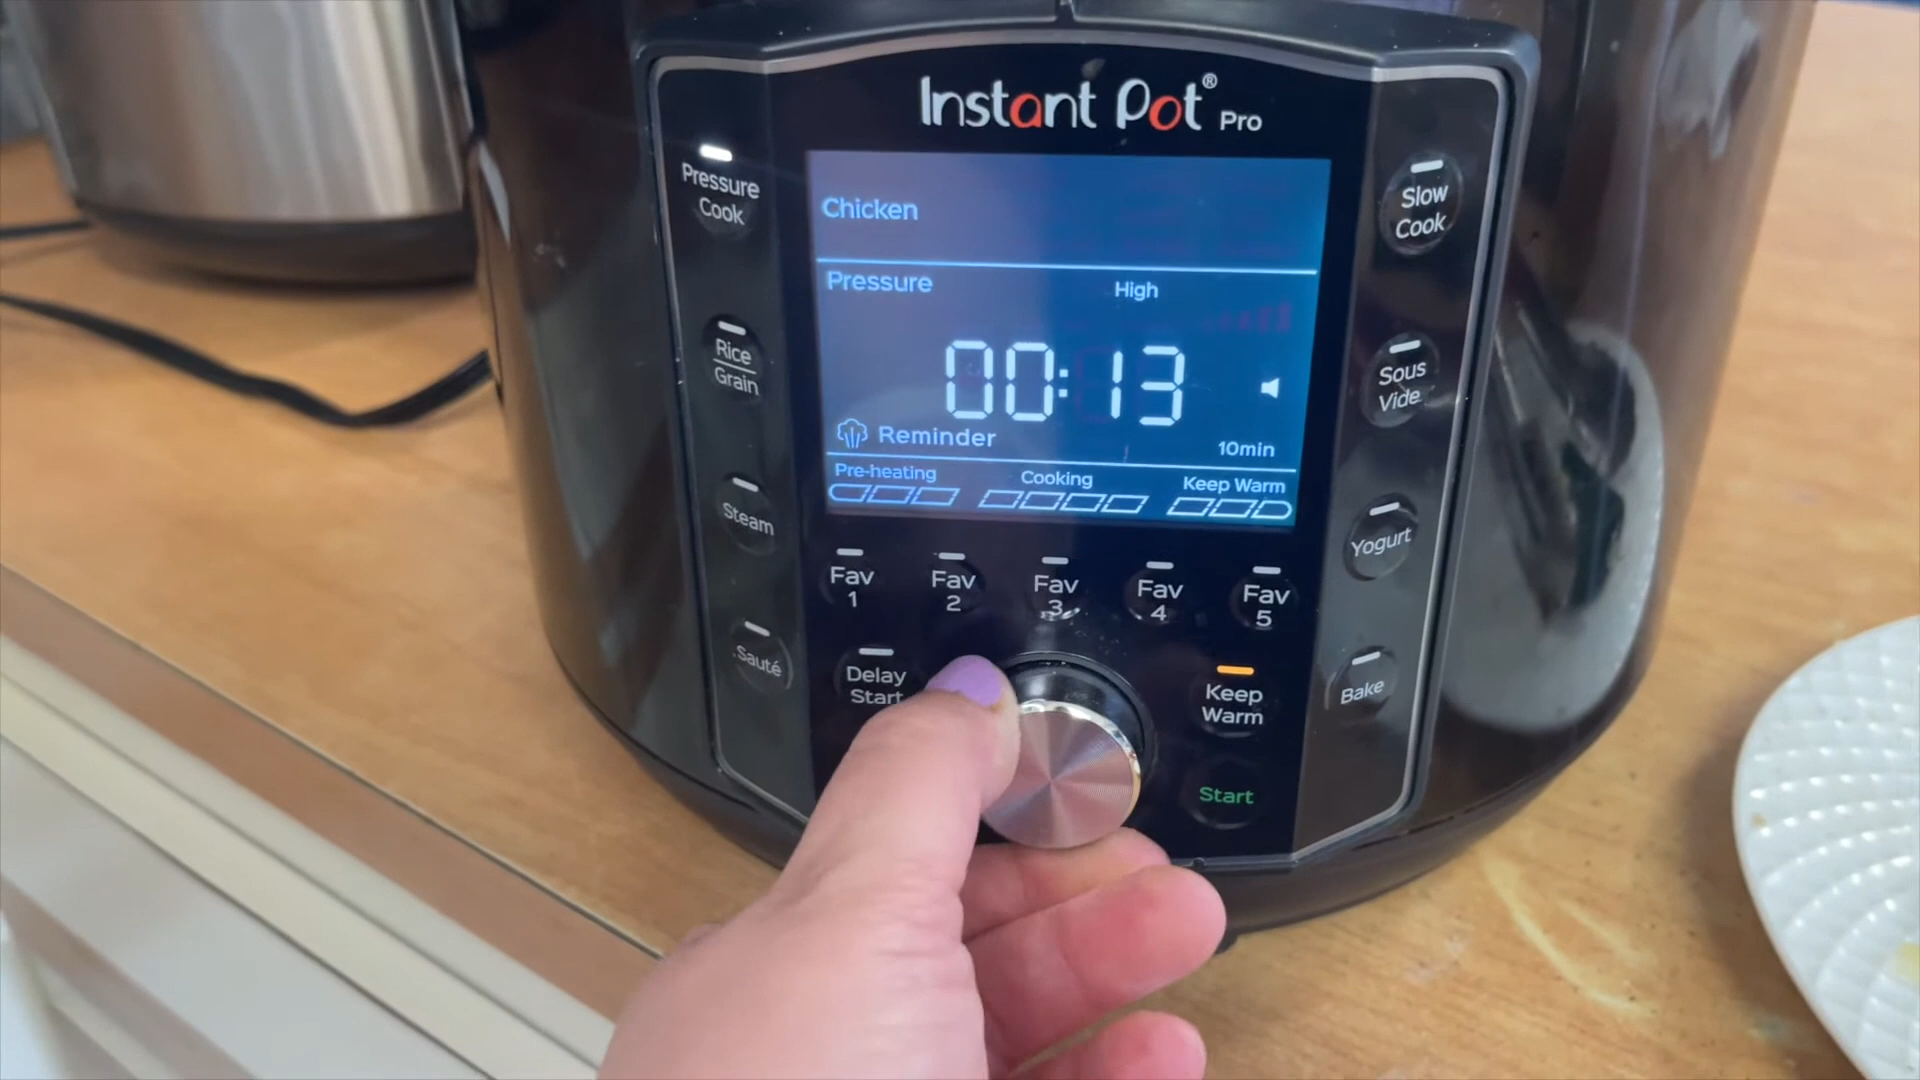 Instant Pot® Pro
Pressure
Cook
Rice
Grain
Steam
Sauté
Chicken
Pressure High
00:13
Reminder 10min
Pre-heating Cooking Keep Warm
Fav
1
Fav
2
Fav
3
Fav
4
Fav
5
Delay
Start
Keep
Warm
Start
Slow
Cook
Sous
Vide
Yogurt
Bake